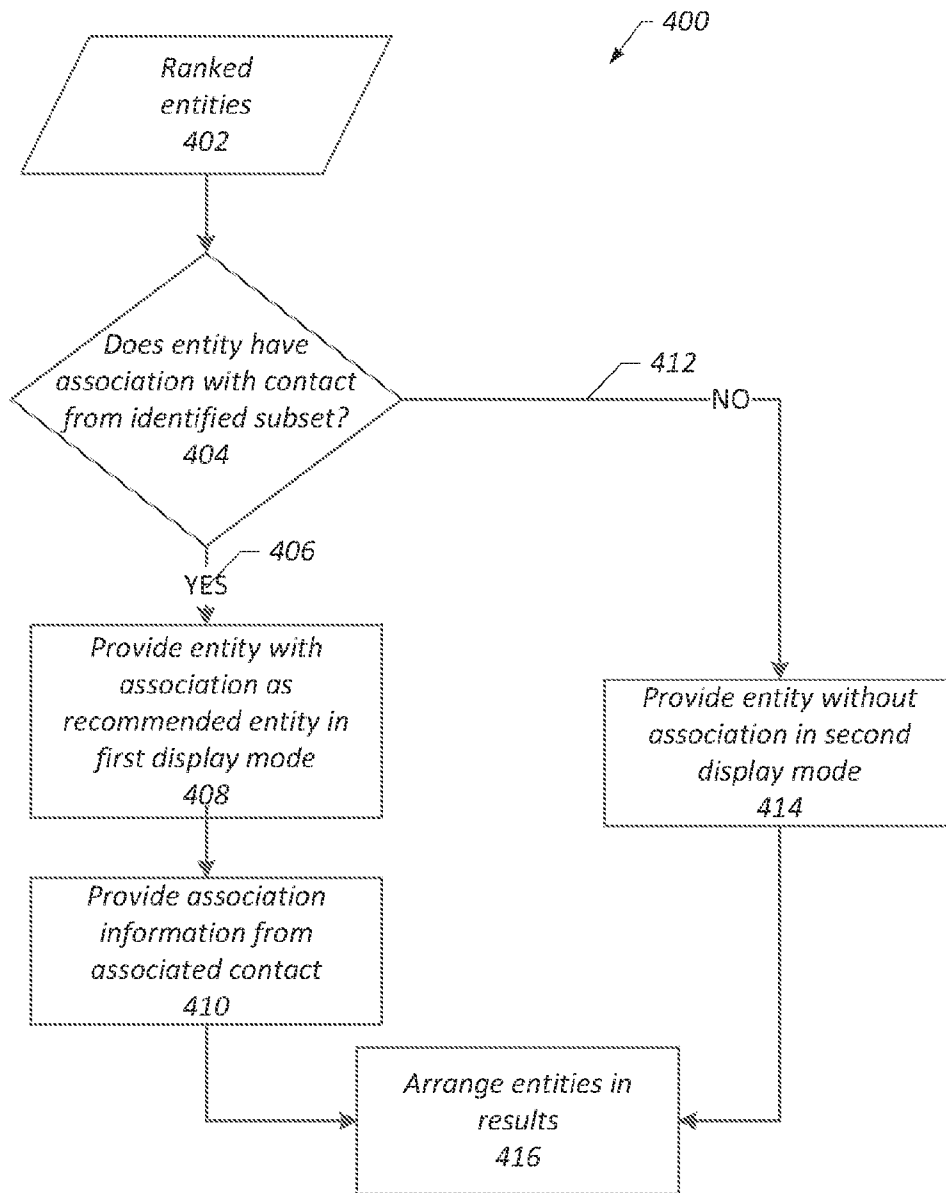 400
Ranked
entities
402
Does entity have
association with contact
from identified subset?
404
412
NO
406
YES
Provide entity with
association as
recommended entity in
first display mode
408
Provide entity without
association in second
display mode
414
Provide association
information from
associated contact
410
Arrange entities in
results
416